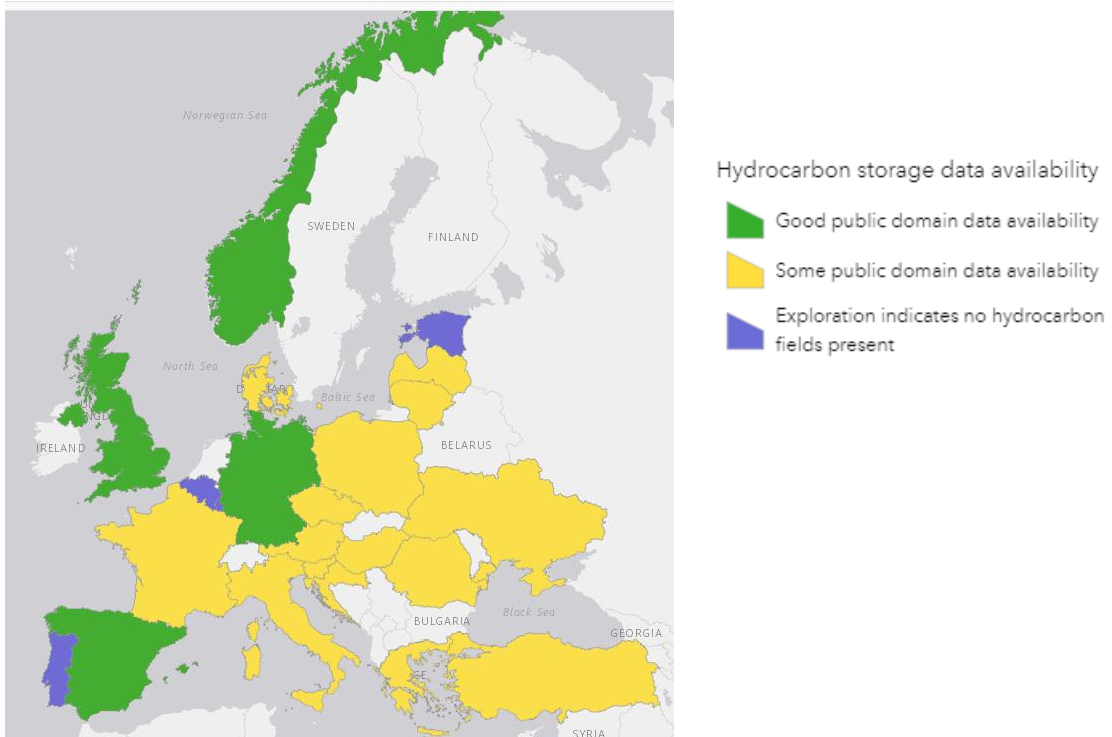 Norwegian Sea
SWEDEN
FINLAND
North Sea
Baltic Sea
IRELAND
BELARUS
Black Sea
BULGARIA
GEORGIA
SYRIA
Hydrocarbon storage data availability
Good public domain data availability
Some public domain data availability
Exploration indicates no hydrocarbon
fields present